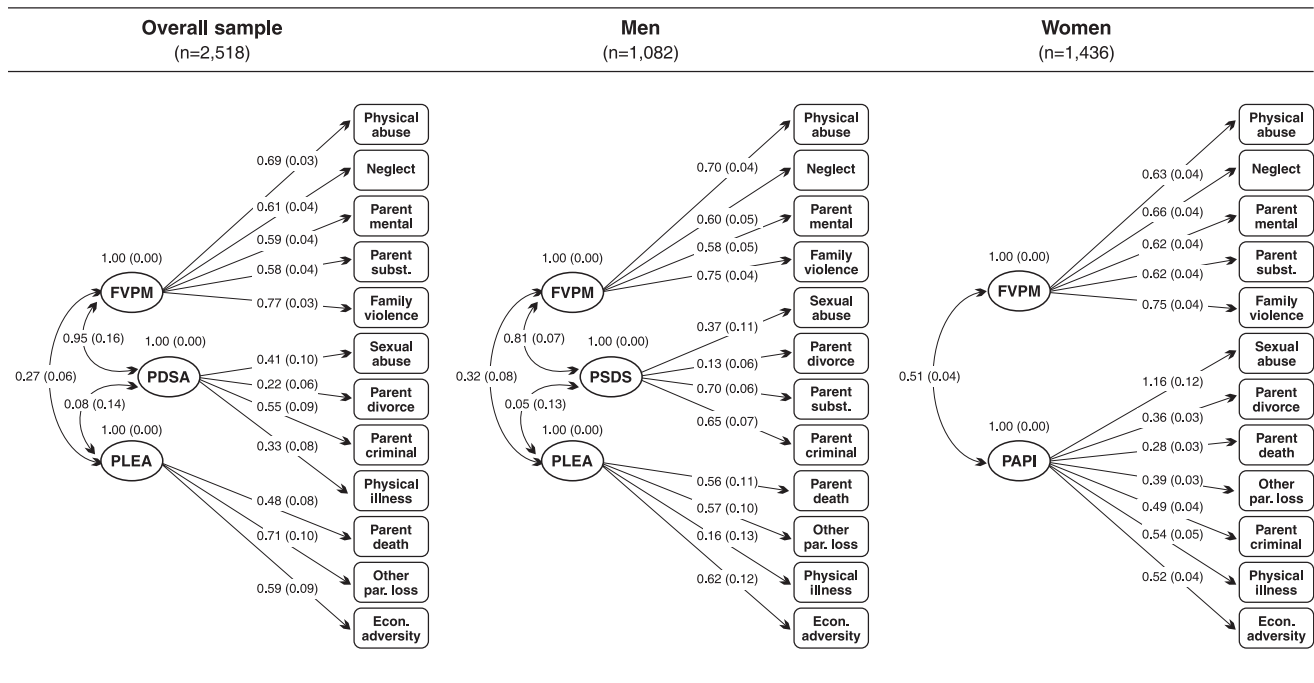 Overall sample
(n=2,518)
Men
(n=1,082)
Women
(n=1,436)
Physical
abuse
Neglect
Parent
mental
Parent
subst.
Family
violence
Sexual
abuse
Parent
divorce
Parent
criminal
Physical
illness
Parent
death
Other
par. loss
Econ.
adversity
0.69 (0.03)
0.61 (0.04)
0.59 (0.04)
0.58 (0.04)
0.77 (0.03)
1.00 (0.00)
FVPM
0.95 (0.16)
1.00 (0.00)
0.41 (0.10)
0.22 (0.06)
0.55 (0.09)
0.33 (0.08)
PDSA
0.27 (0.06)
0.08 (0.14)
1.00 (0.00)
PLEA
0.48 (0.08)
0.71 (0.10)
0.59 (0.09)
Physical
abuse
Neglect
Parent
mental
Family
violence
Sexual
abuse
Parent
divorce
Parent
subst.
Parent
criminal
Parent
death
Other
par. loss
Physical
illness
Econ.
adversity
0.70 (0.04)
0.60 (0.05)
0.58 (0.05)
0.75 (0.04)
1.00 (0.00)
FVPM
0.81 (0.07)
1.00 (0.00)
0.37 (0.11)
0.13 (0.06)
0.70 (0.06)
0.65 (0.07)
PSDS
0.32 (0.08)
0.05 (0.13)
1.00 (0.00)
PLEA
0.56 (0.11)
0.57 (0.10)
0.16 (0.13)
0.62 (0.12)
Physical
abuse
Neglect
Parent
mental
Parent
subst.
Family
violence
Sexual
abuse
Parent
divorce
Parent
death
Other
par. loss
Parent
criminal
Physical
illness
Econ.
adversity
0.63 (0.04)
0.66 (0.04)
0.62 (0.04)
0.62 (0.04)
0.75 (0.04)
1.00 (0.00)
FVPM
0.51 (0.04)
1.00 (0.00)
PAPI
1.16 (0.12)
0.36 (0.03)
0.28 (0.03)
0.39 (0.03)
0.49 (0.04)
0.54 (0.05)
0.52 (0.04)